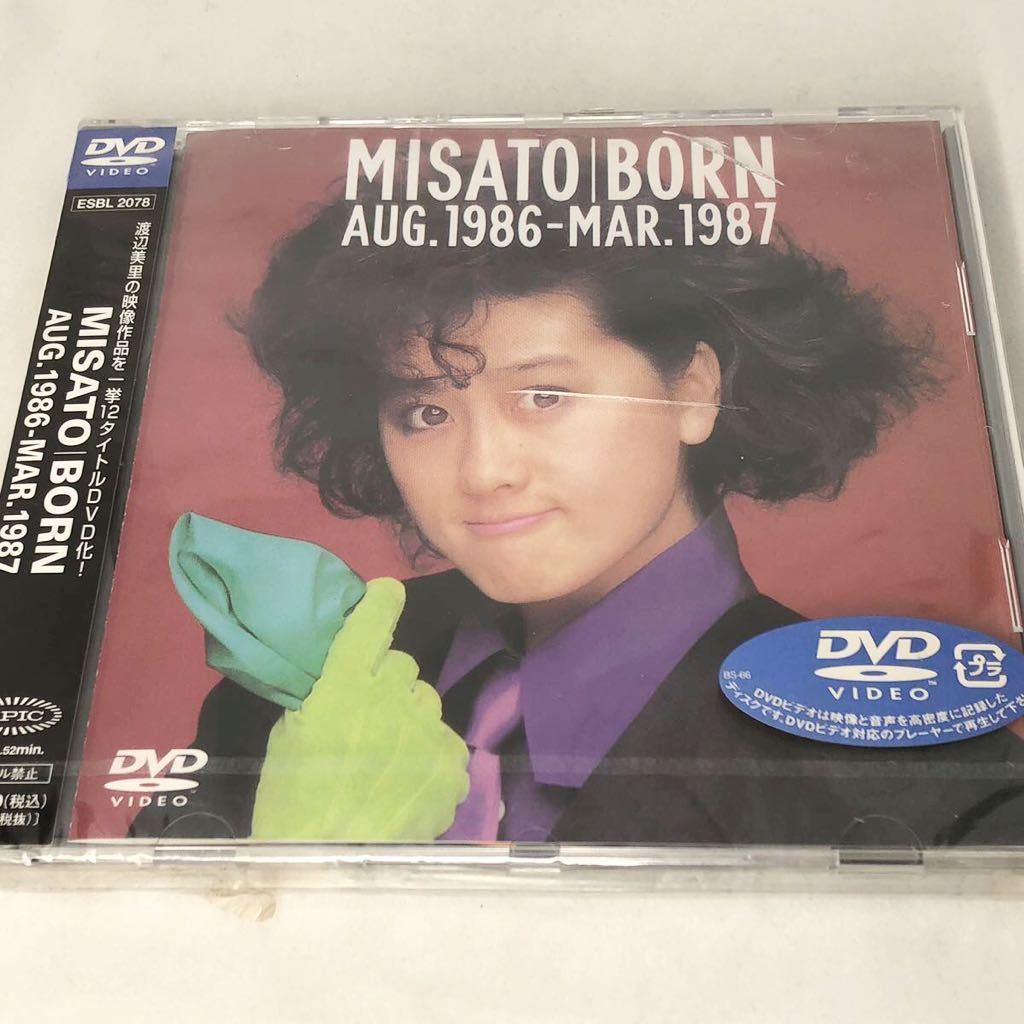 DVD
VIDEO
ESBL 2078
渡辺美里の映像作品を一挙12タイトルDVD化!
MISATO|BORN
AUG.1986-MAR.1987
52min.
ル禁止
(税込)
税抜)]
MISATO|BORN
AUG.1986-MAR.1987
DVD
VIDEO
BS-66
DVD
VIDEO™
プラ
DVDビデオは映像と音声を高密度に記録した
ディスクです。DVDビデオ対応のプレーヤーで再生して下さ